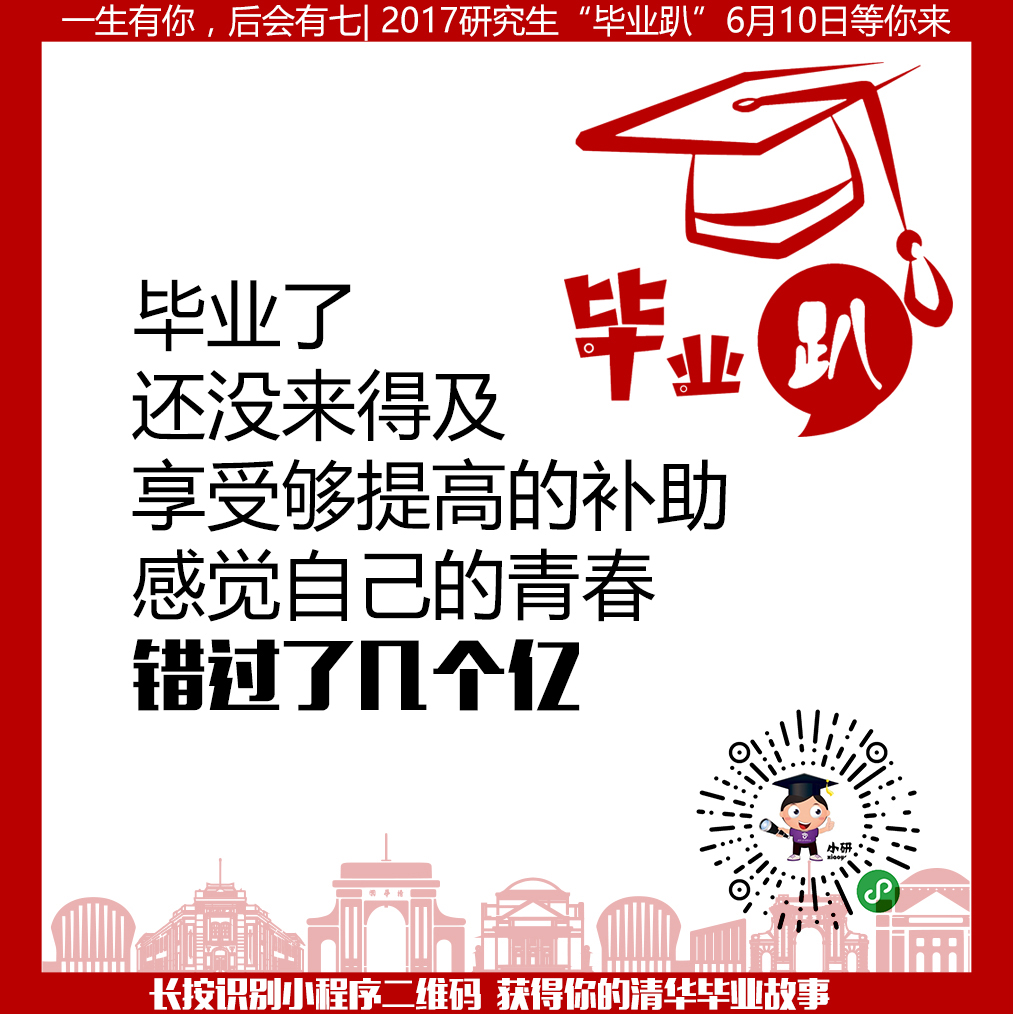 一生有你，后会有七| 2017研究生“毕业趴”6月10日等你来
毕业趴
毕业了
还没来得及
享受够提高的补助
感觉自己的青春
错过了几个亿
小研
长按识别小程序二维码 获得你的清华毕业故事